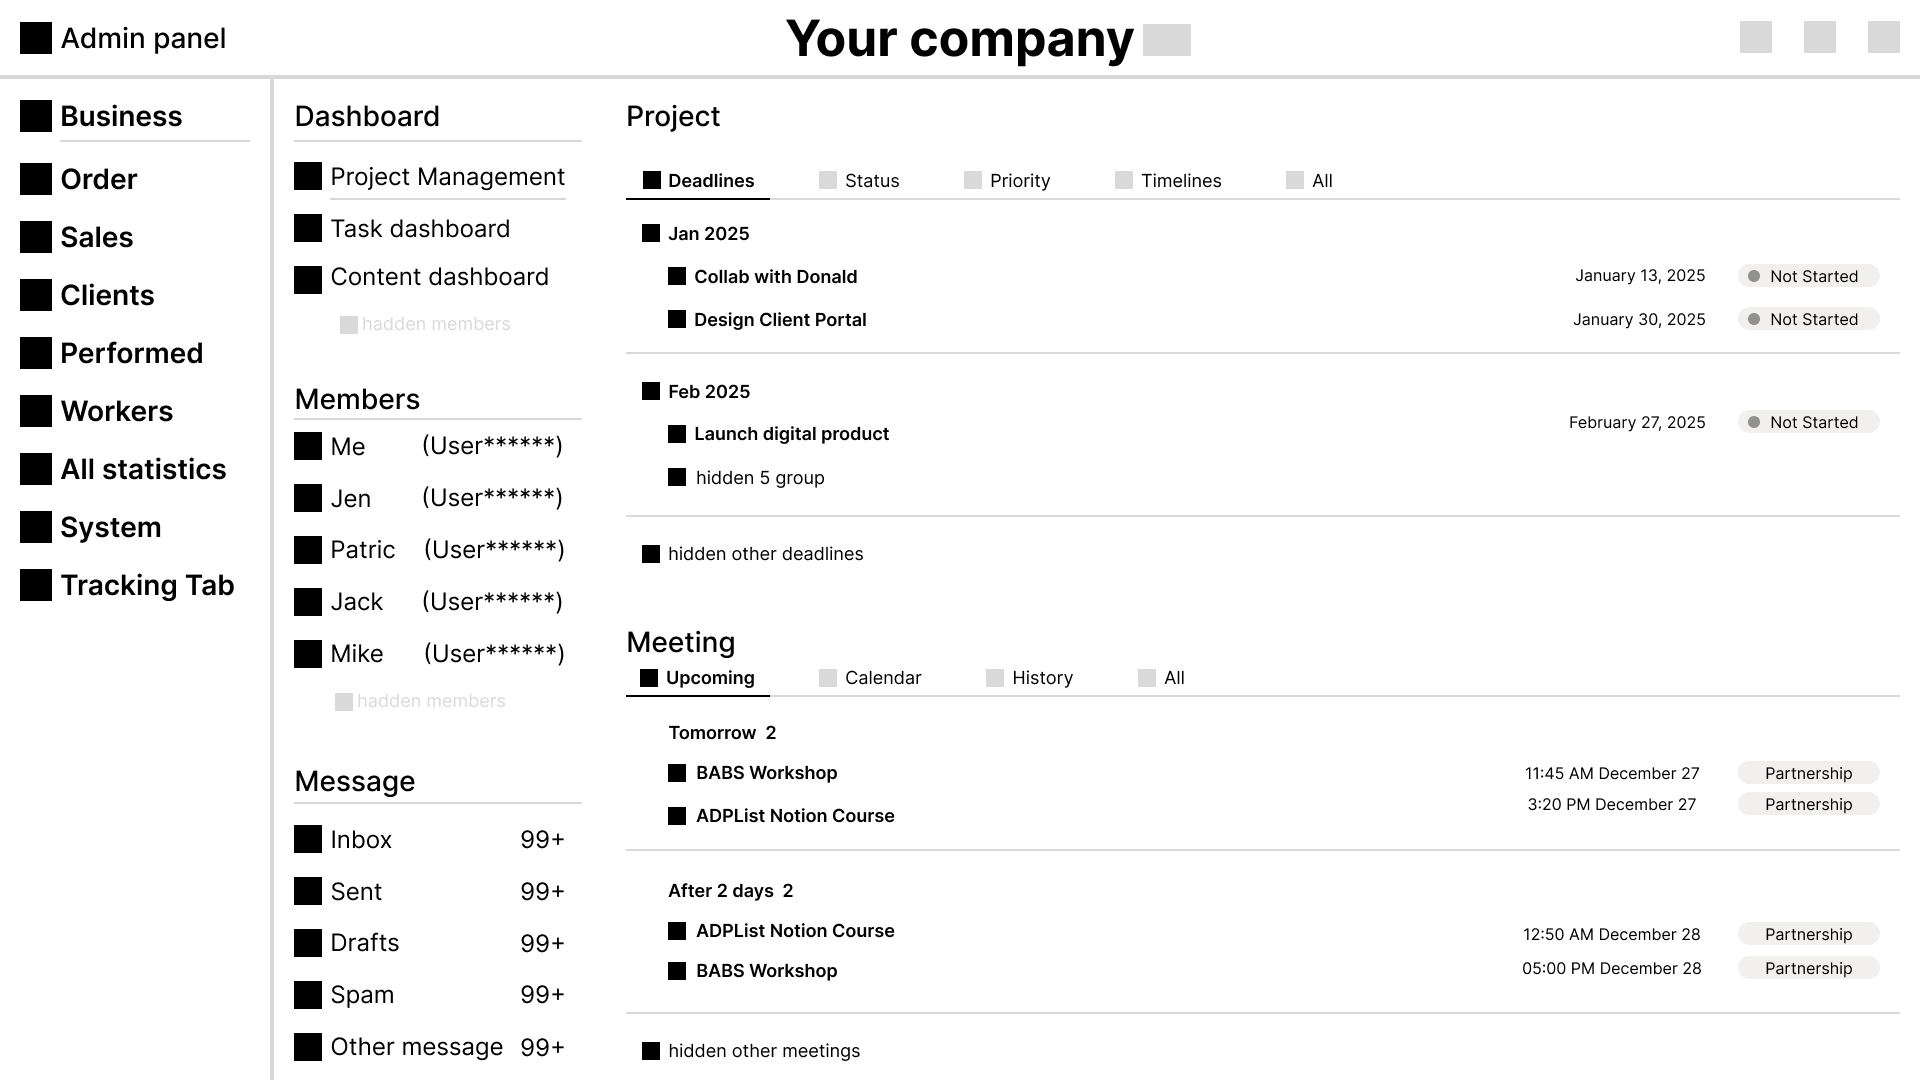 Admin panel
Your company
Business
Order
Sales
Clients
Performed
Workers
All statistics
System
Tracking Tab
Dashboard
Project Management
Task dashboard
Content dashboard
hadden members
Members
Me (User******)
Jen (User******)
Patric (User******)
Jack (User******)
Mike (User******)
hadden members
Message
Inbox 99+
Sent 99+
Drafts 99+
Spam 99+
Other message 99+
Project
Deadlines Status Priority Timelines All
Jan 2025
Collab with Donald January 13, 2025 Not Started
Design Client Portal January 30, 2025 Not Started
Feb 2025
Launch digital product February 27, 2025 Not Started
hidden 5 group
hidden other deadlines
Meeting
Upcoming Calendar History All
Tomorrow 2
BABS Workshop 11:45 AM December 27 Partnership
ADPList Notion Course 3:20 PM December 27 Partnership
After 2 days 2
ADPList Notion Course 12:50 AM December 28 Partnership
BABS Workshop 05:00 PM December 28 Partnership
hidden other meetings